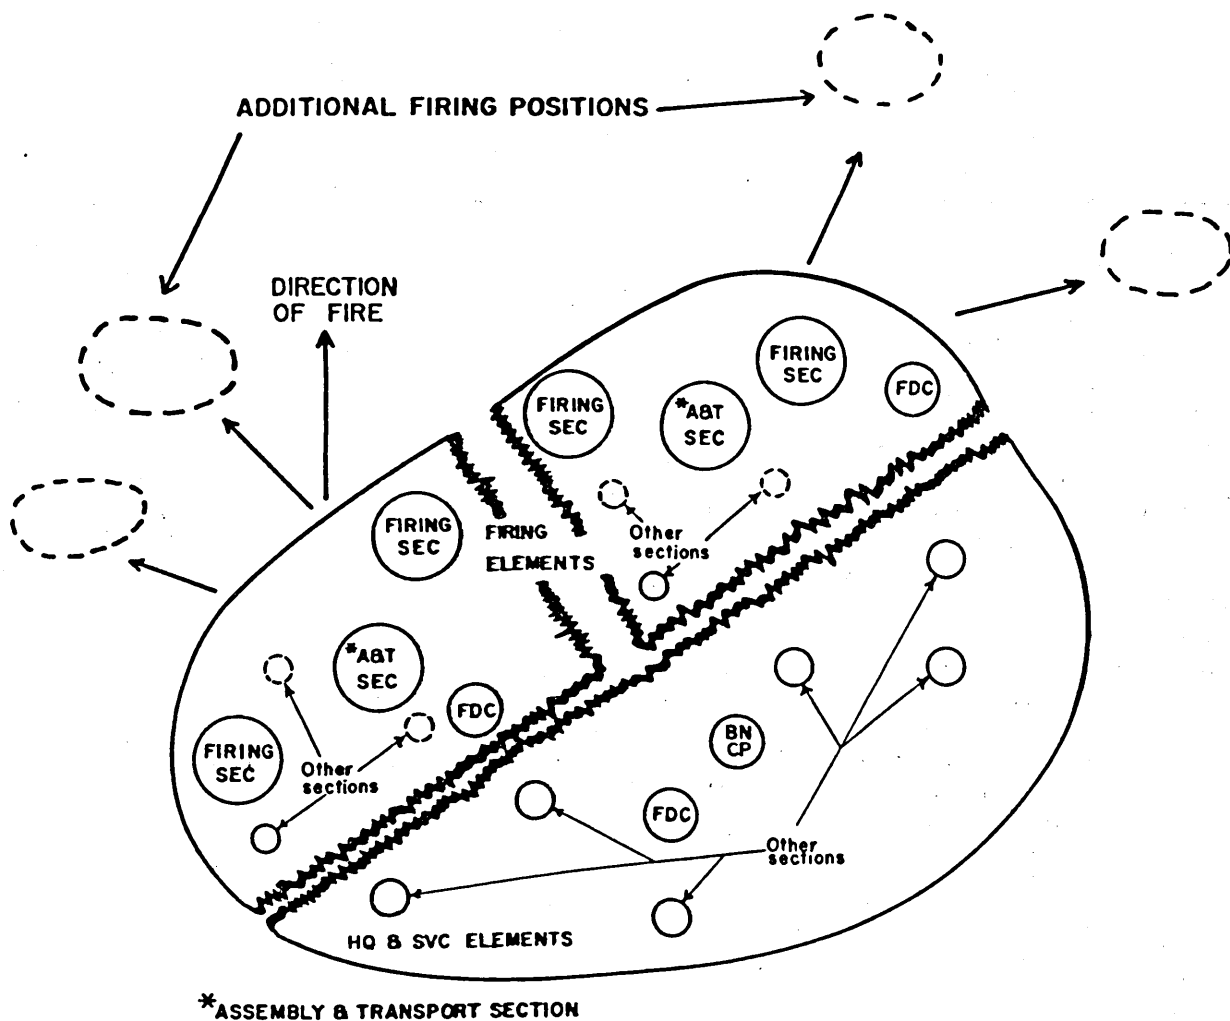 ADDITIONAL FIRING POSITIONS
DIRECTION
OF FIRE
FIRING
SEC
FDC
FIRING
SEC
*A&T
SEC
FIRING
SEC
FIRING
ELEMENTS
Other
sections
*A&T
SEC
FDC
FIRING
SEC
Other
sections
BN
CP
FDC
Other
sections
HQ & SVC ELEMENTS
*ASSEMBLY & TRANSPORT SECTION